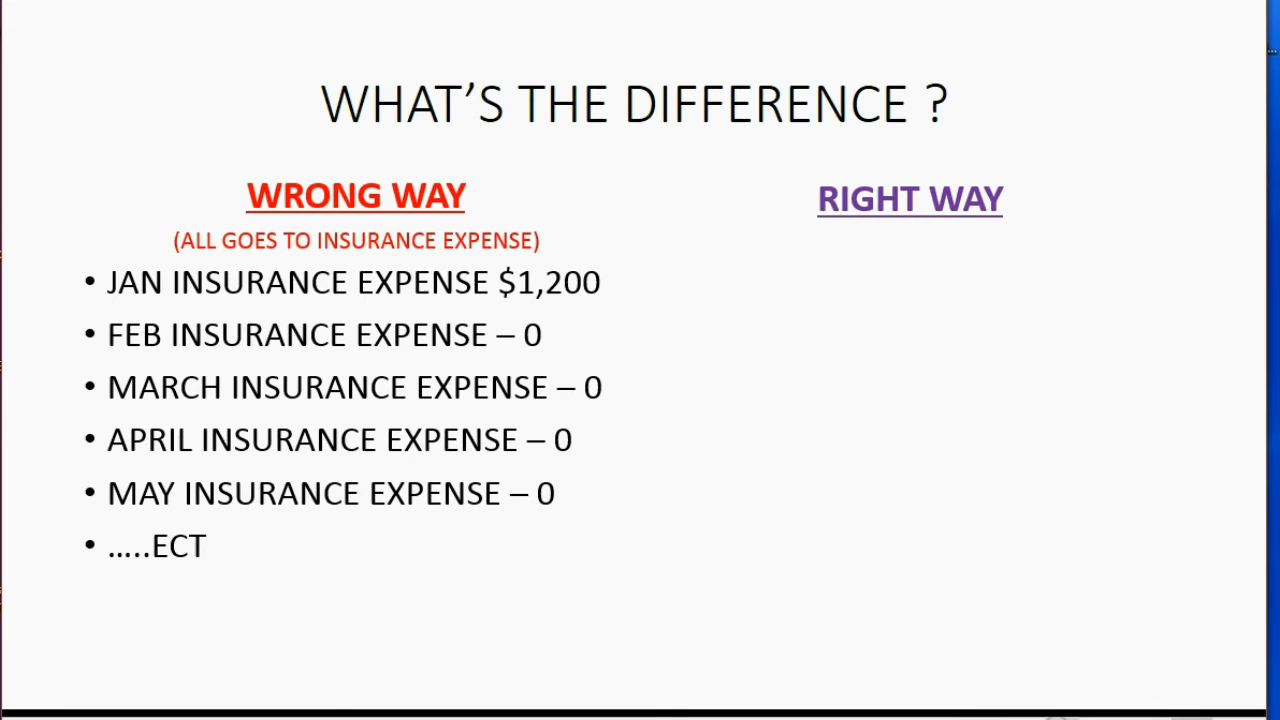 WHAT’S THE DIFFERENCE ?
WRONG WAY
(ALL GOES TO INSURANCE EXPENSE)
• JAN INSURANCE EXPENSE $1,200
• FEB INSURANCE EXPENSE – 0
• MARCH INSURANCE EXPENSE – 0
• APRIL INSURANCE EXPENSE – 0
• MAY INSURANCE EXPENSE – 0
• …..ECT
RIGHT WAY